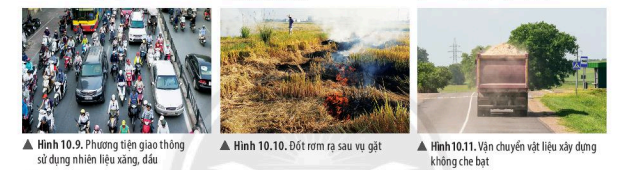 ▲ Hình 10.9. Phương tiện giao thông
sử dụng nhiên liệu xăng, dầu
▲ Hình 10.10. Đốt rơm rạ sau vụ gặt
▲ Hình 10.11. Vận chuyển vật liệu xây dựng
không che bạt